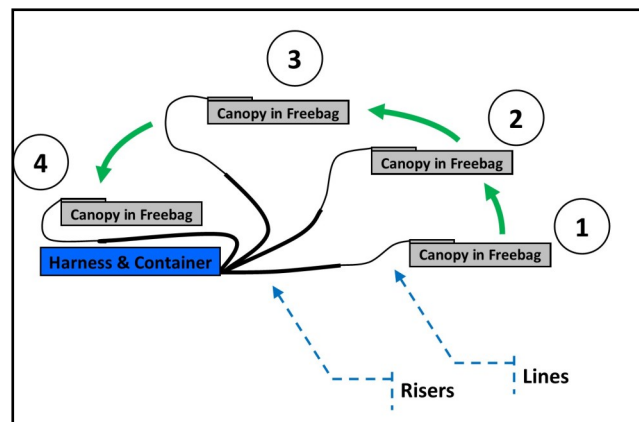 3
Canopy in Freebag
2
4
Canopy in Freebag
Canopy in Freebag
1
Harness & Container
Canopy in Freebag
Risers
Lines